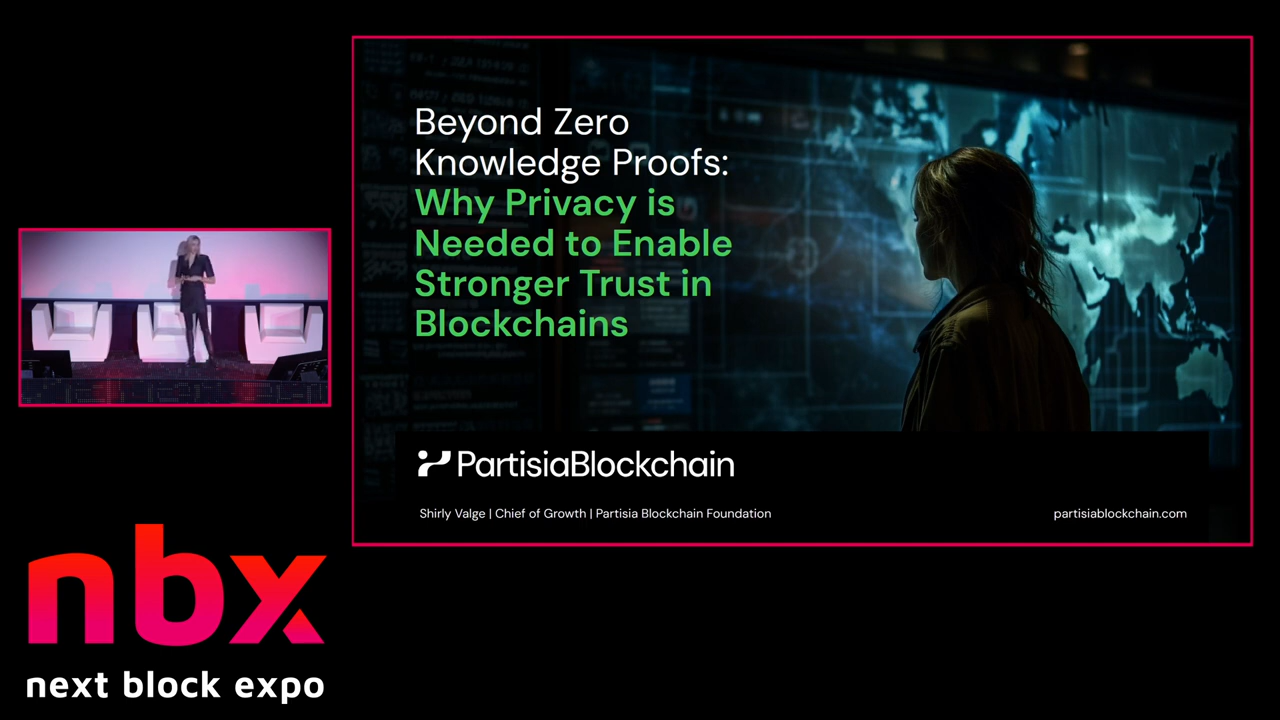 Beyond Zero
Knowledge Proofs:
Why Privacy is
Needed to Enable
Stronger Trust in
Blockchains
PartisiaBlockchain
Shirly Valge | Chief of Growth | Partisia Blockchain Foundation
partisiablockchain.com
nbx
next block expo